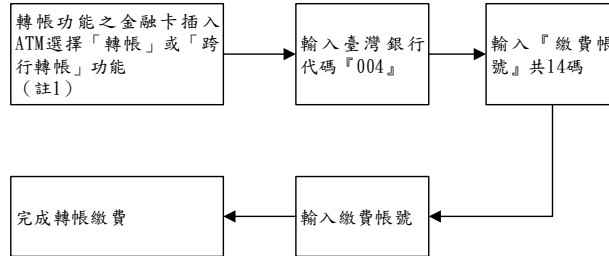 轉帳功能之金融卡插入
ATM選擇「轉帳」或「跨
行轉帳」功能
（註1）
輸入臺灣銀行
代碼『004』
輸入『繳費帳
號』共14碼
輸入繳費帳號
完成轉帳繳費